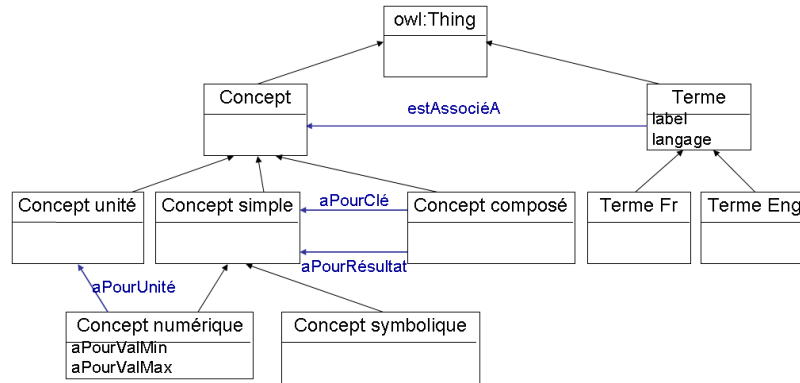 owl:Thing
Concept
estAssociéA
Terme
label
langage
Concept unité
Concept simple
aPourClé
Concept composé
Terme Fr
Terme Eng
aPourRésultat
aPourUnité
Concept numérique
aPourValMin
aPourValMax
Concept symbolique